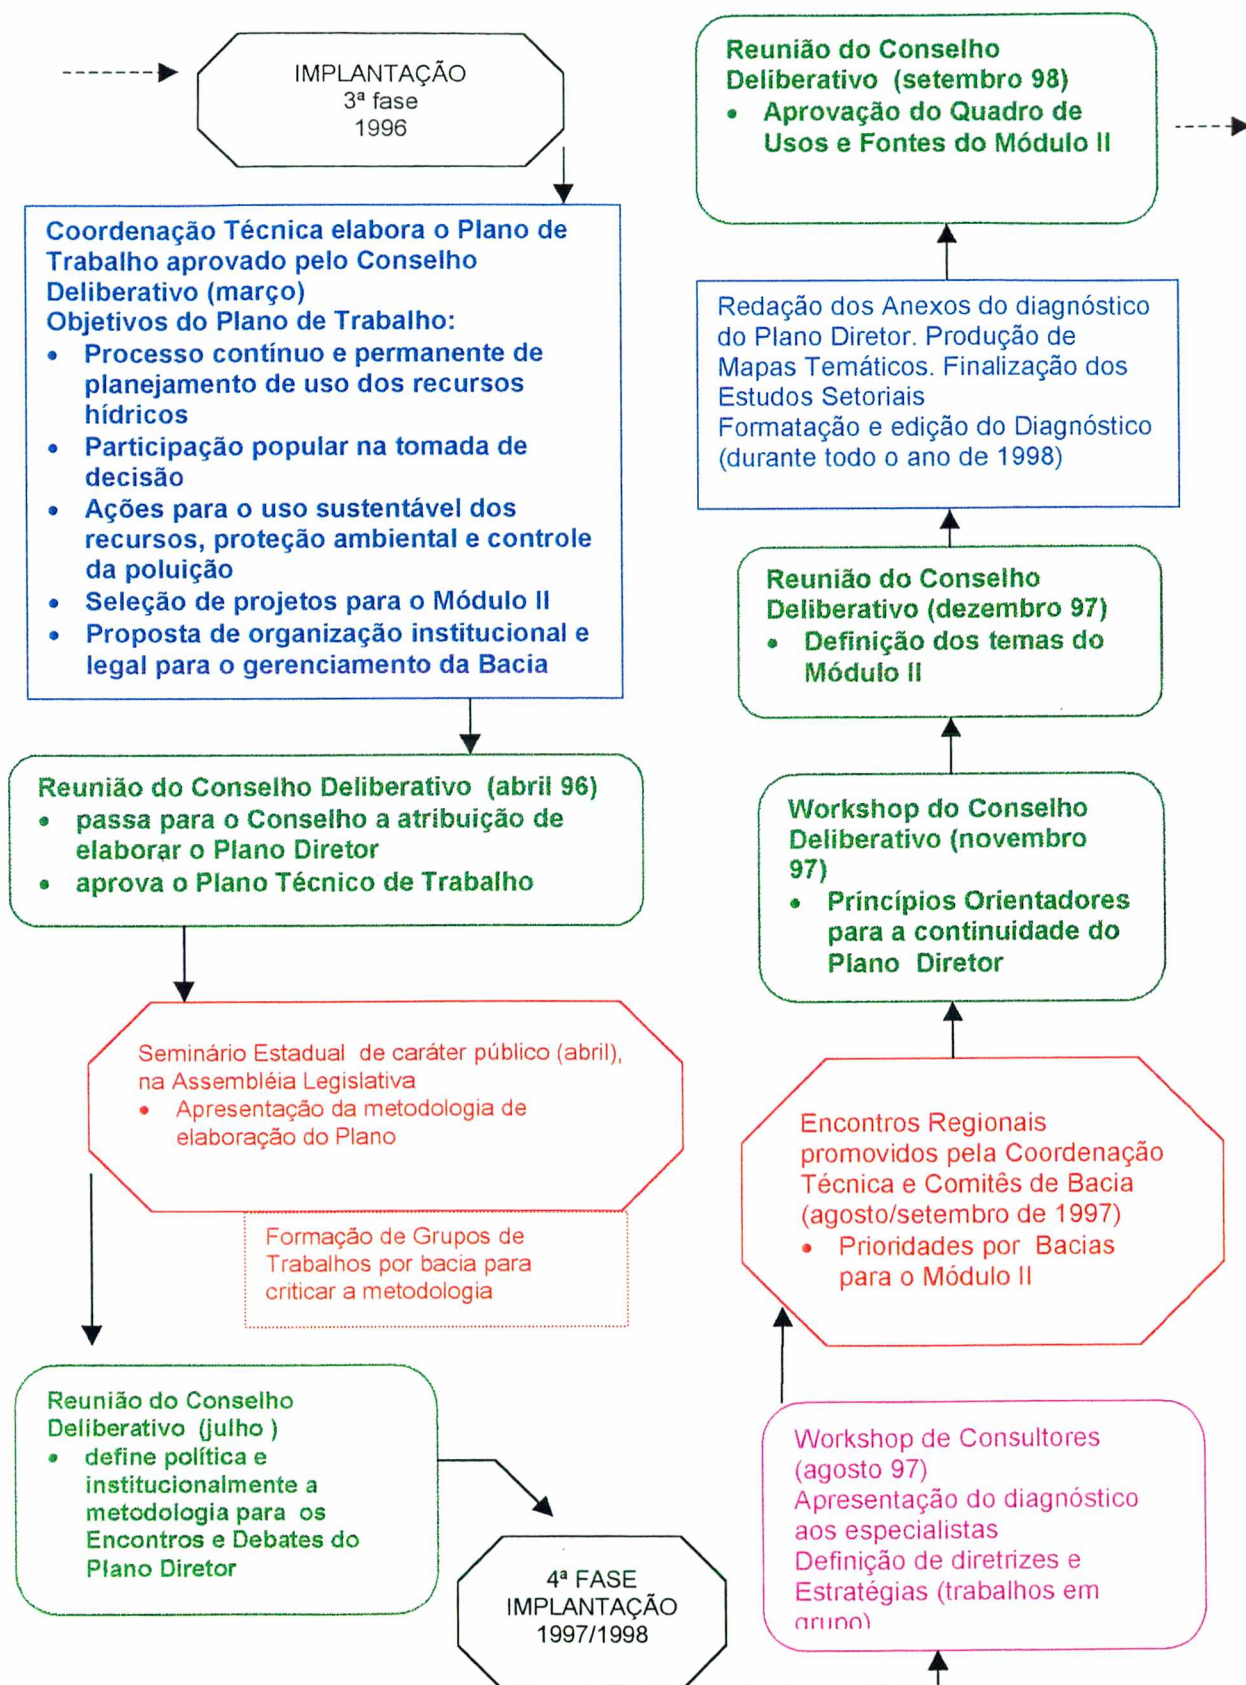 IMPLANTAÇÃO
3ª fase
1996
Coordenação Técnica elabora o Plano de
Trabalho aprovado pelo Conselho
Deliberativo (março)
Objetivos do Plano de Trabalho:
• Processo contínuo e permanente de
planejamento de uso dos recursos
hídricos
• Participação popular na tomada de
decisão
• Ações para o uso sustentável dos
recursos, proteção ambiental e controle
da poluição
• Seleção de projetos para o Módulo II
• Proposta de organização institucional e
legal para o gerenciamento da Bacia
Reunião do Conselho Deliberativo (abril 96)
• passa para o Conselho a atribuição de
elaborar o Plano Diretor
• aprova o Plano Técnico de Trabalho
Seminário Estadual de caráter público (abril),
na Assembléia Legislativa
• Apresentação da metodologia de
elaboração do Plano
Formação de Grupos de
Trabalhos por bacia para
criticar a metodologia
Reunião do Conselho
Deliberativo (julho )
• define política e
institucionalmente a
metodologia para os
Encontros e Debates do
Plano Diretor
4ª FASE
IMPLANTAÇÃO
1997/1998
Workshop de Consultores
(agosto 97)
Apresentação do diagnóstico
aos especialistas
Definição de diretrizes e
Estratégias (trabalhos em
grupo)
Encontros Regionais
promovidos pela Coordenação
Técnica e Comitês de Bacia
(agosto/setembro de 1997)
• Prioridades por Bacias
para o Módulo II
Workshop do Conselho
Deliberativo (novembro
97)
• Princípios Orientadores
para a continuidade do
Plano Diretor
Reunião do Conselho
Deliberativo (dezembro 97)
• Definição dos temas do
Módulo II
Redação dos Anexos do diagnóstico
do Plano Diretor. Produção de
Mapas Temáticos. Finalização dos
Estudos Setoriais
Formatação e edição do Diagnóstico
(durante todo o ano de 1998)
Reunião do Conselho
Deliberativo (setembro 98)
• Aprovação do Quadro de
Usos e Fontes do Módulo II